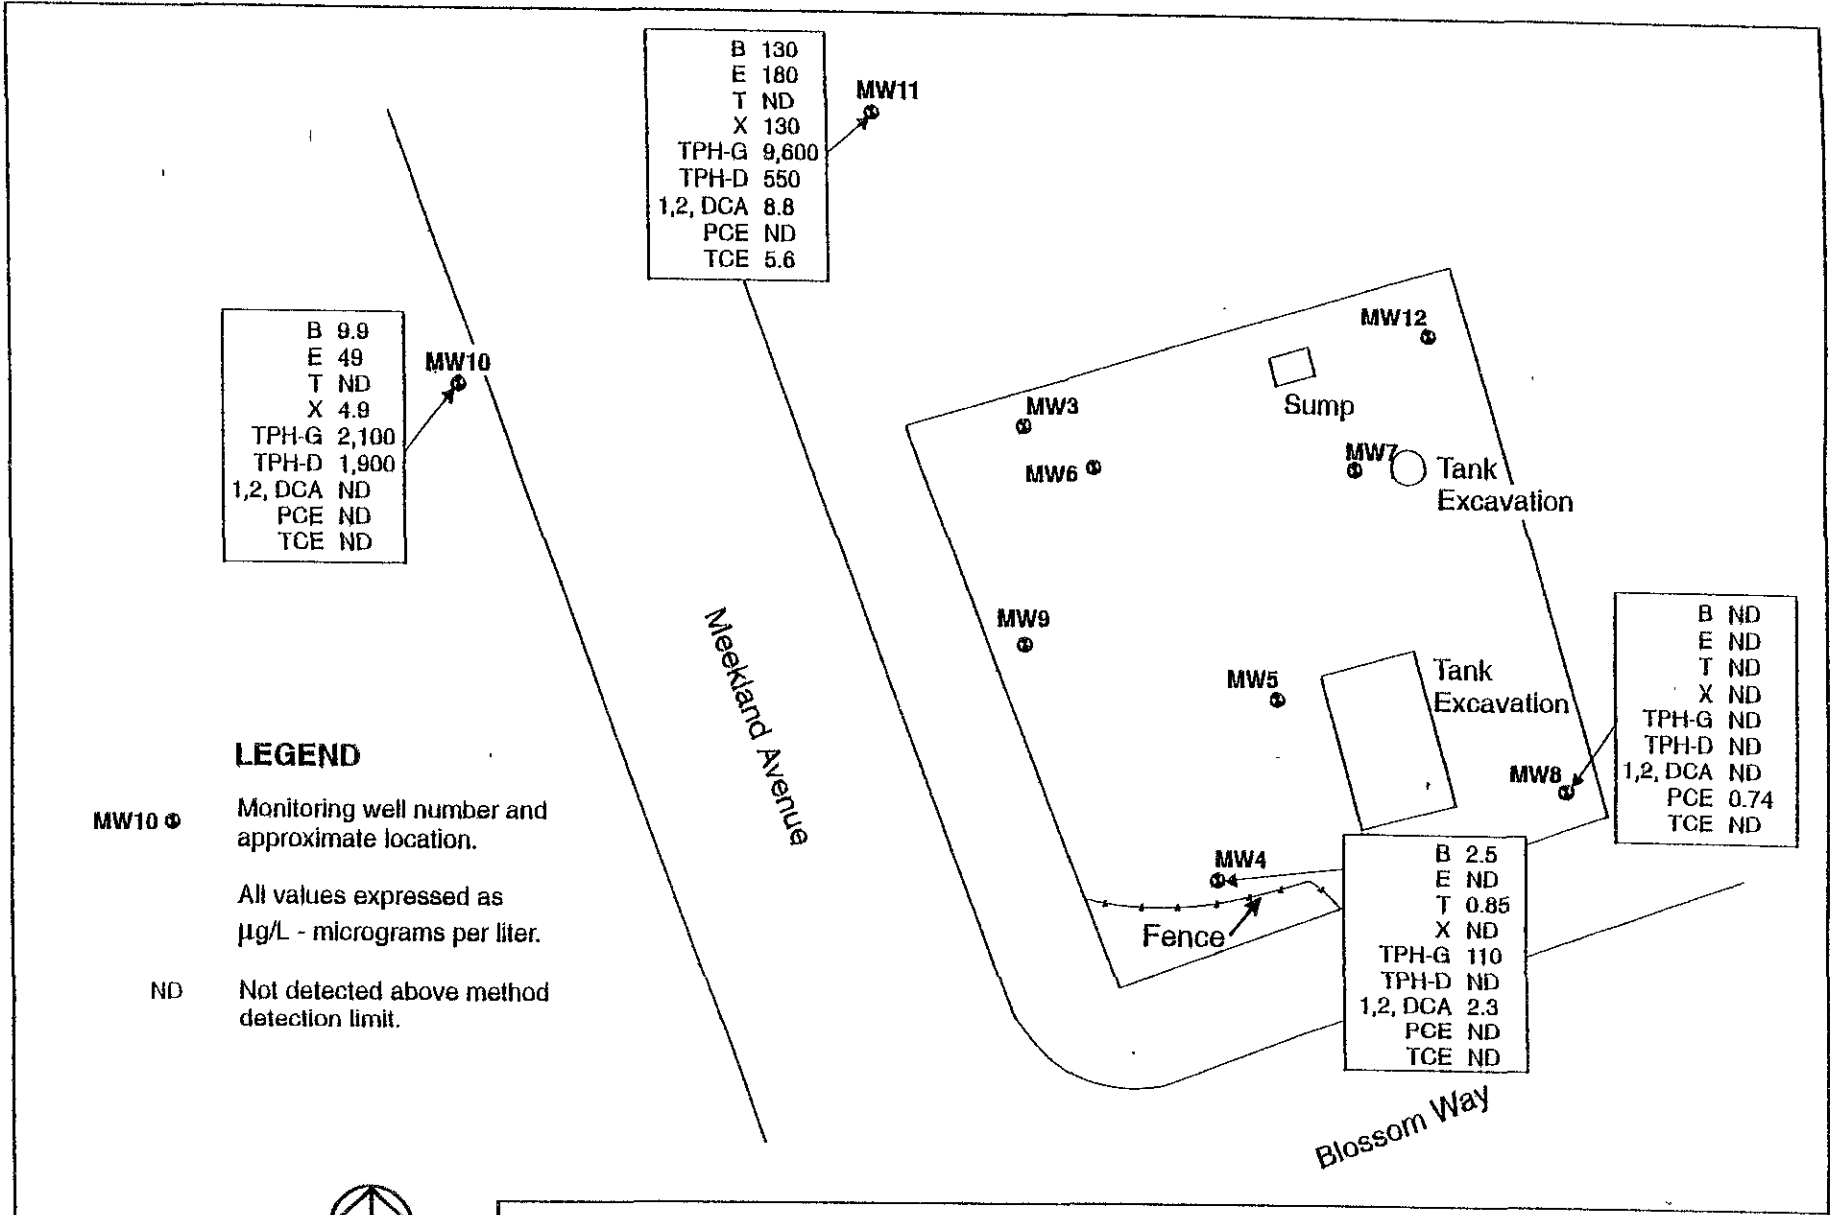 B 130
E 180
T ND
X 130
TPH-G 9,600
TPH-D 550
1,2, DCA 8.8
PCE ND
TCE 5.6
MW11
B 9.9
E 49
T ND
X 4.9
TPH-G 2,100
TPH-D 1,900
1,2, DCA ND
PCE ND
TCE ND
MW10
MW12
Sump
MW3
MW6
MW7
Tank
Excavation
MW9
MW5
Tank
Excavation
B ND
E ND
T ND
X ND
TPH-G ND
TPH-D ND
1,2, DCA ND
PCE 0.74
TCE ND
MW8
MW4
Fence
B 2.5
E ND
T 0.85
X ND
TPH-G 110
TPH-D ND
1,2, DCA 2.3
PCE ND
TCE ND
Meekland Avenue
Blossom Way
LEGEND
MW10 Monitoring well number and
approximate location.
All values expressed as
µg/L - micrograms per liter.
ND Not detected above method
detection limit.